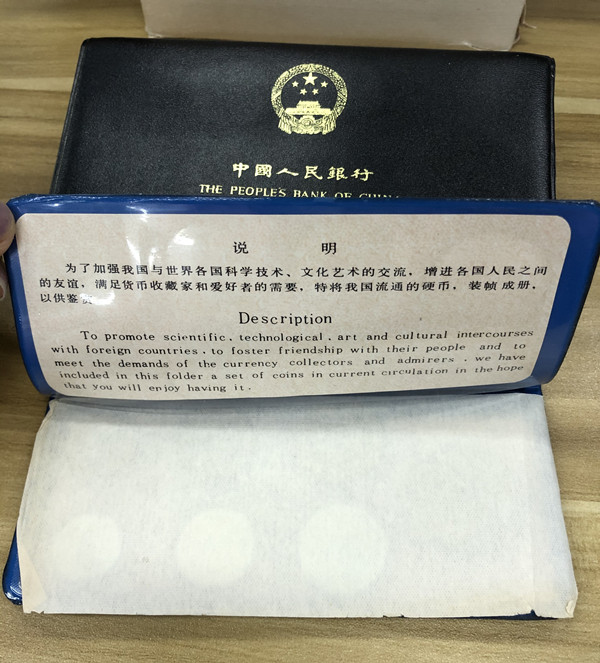 中國人民銀行
THE PEOPLE'S BANK OF CHINA
说 明
为了加强我国与世界各国科学技术、文化艺术的交流，增进各国人民之间
的友谊，满足货币收藏家和爱好者的需要，特将我国流通的硬币，装帧成册，
以供鉴赏
Description
To promote scientific, technological, art and cultural intercourses
with foreign countries, to foster friendship with their people and to
meet the demands of the currency collectors and admirers, we have
included in this folder a set of coins in current circulation in the hope
that you will enjoy having it.